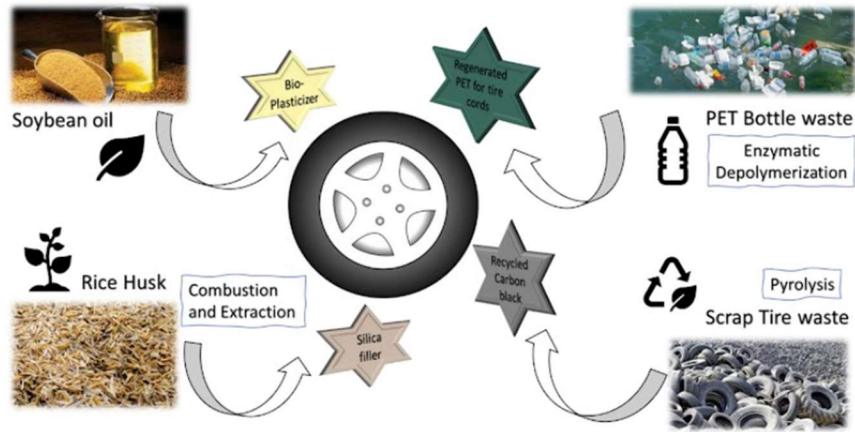 Bio-
Plasticizer
Regenerated
PET for tire
cords
Soybean oil
PET Bottle waste
Enzymatic
Depolymerization
Rice Husk
Combustion
and Extraction
Recycled
Carbon
black
Pyrolysis
Scrap Tire waste
Silica
filler